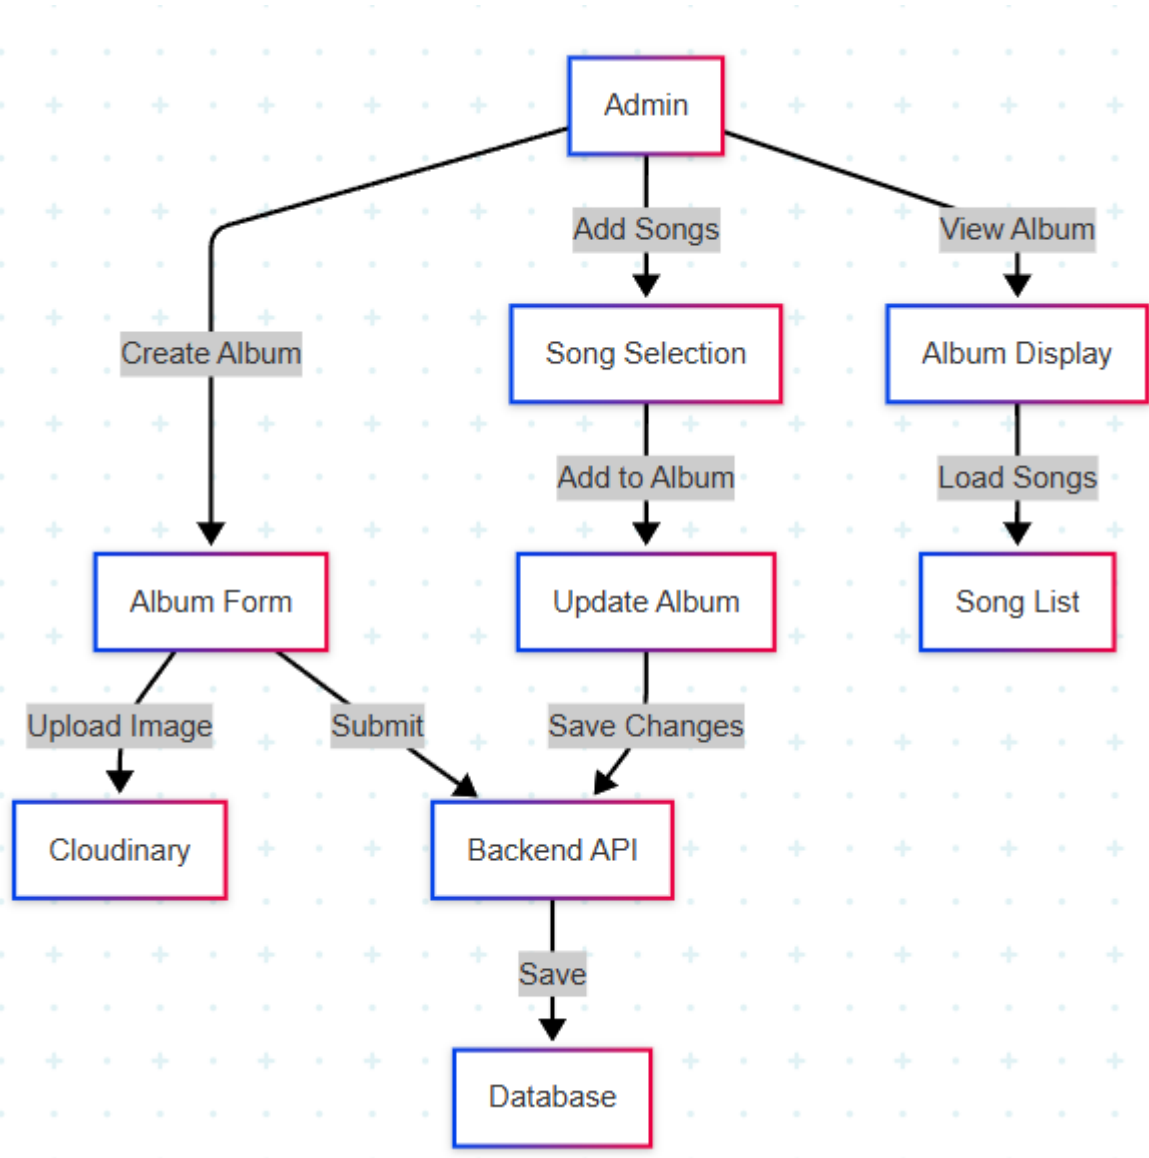 Admin
Add Songs
View Album
Create Album
Song Selection
Album Display
Add to Album
Load Songs
Album Form
Update Album
Song List
Upload Image
Submit
Save Changes
Cloudinary
Backend API
Save
Database